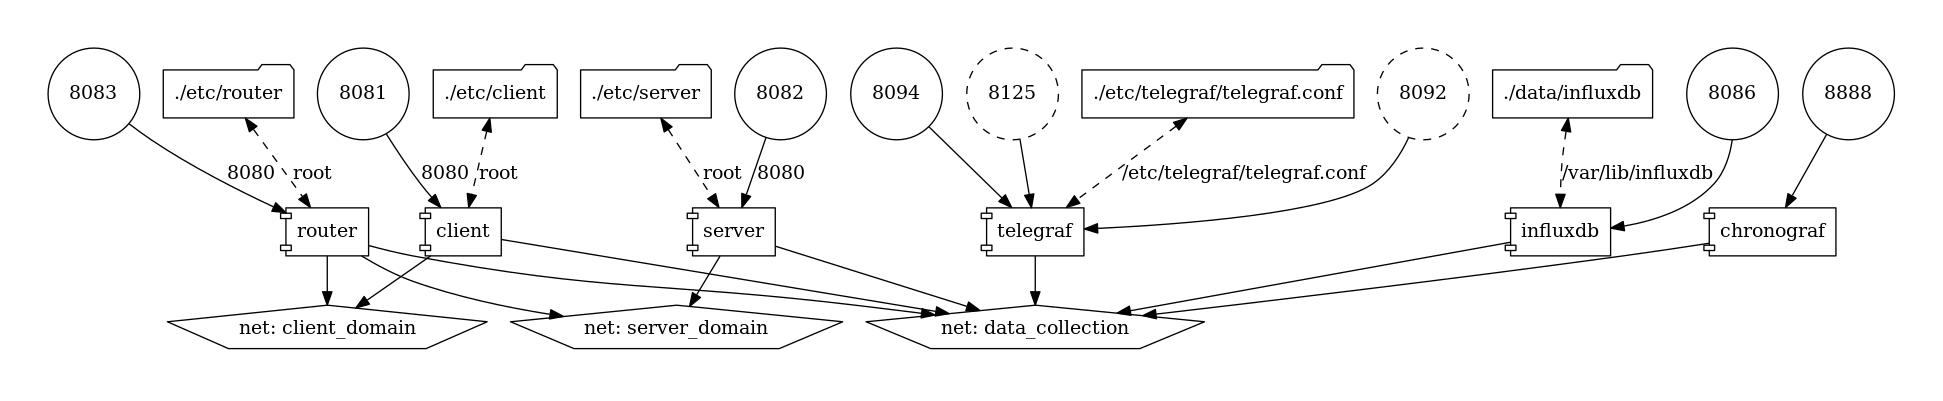 8083
./etc/router
8081
./etc/client
./etc/server
8082
8094
8125
./etc/telegraf/telegraf.conf
8092
./data/influxdb
8086
8888
8080
root
8080
root
root
8080
/etc/telegraf/telegraf.conf
/var/lib/influxdb
router
client
server
telegraf
influxdb
chronograf
net: client_domain
net: server_domain
net: data_collection